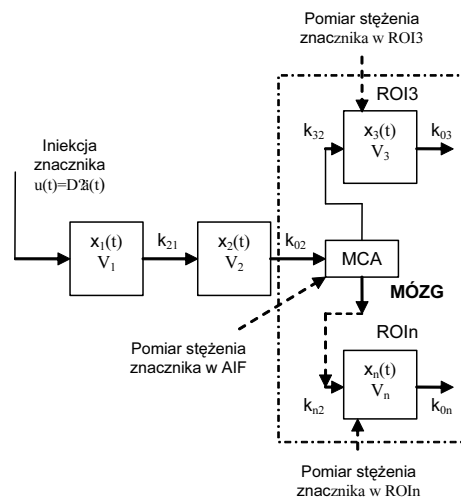 Pomiar stężenia
znacznika w ROI3
ROI3
Iniekcja
znacznika
u(t)=D?δ(t)
x3(t)
V3
k32
k03
x1(t)
V1
k21
x2(t)
V2
k02
MCA
MÓZG
Pomiar stężenia
znacznika w AIF
ROIn
xn(t)
Vn
kn2
k0n
Pomiar stężenia
znacznika w ROIn